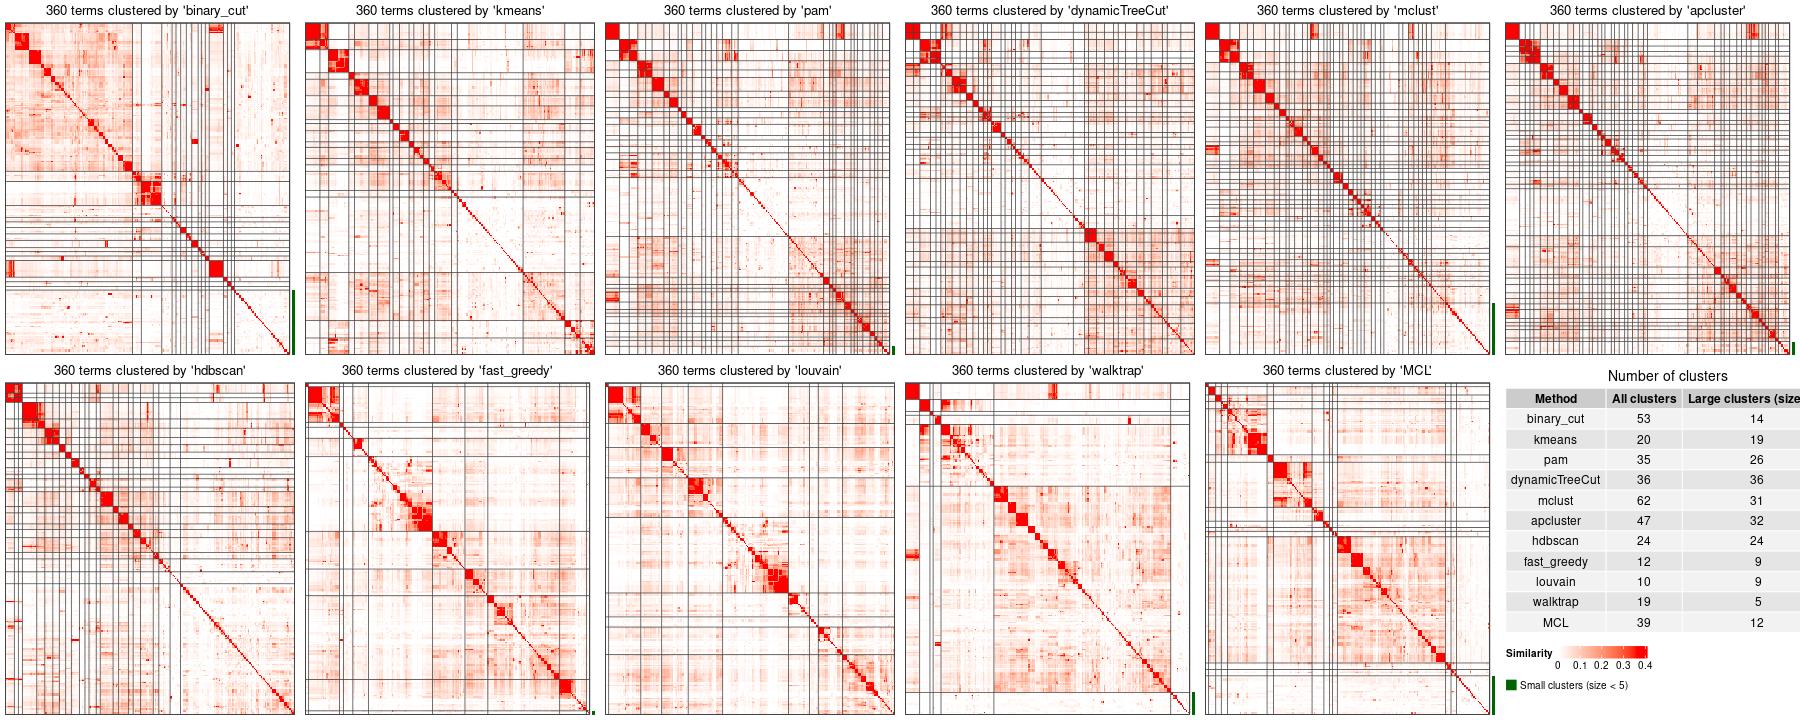 360 terms clustered by 'binary_cut'
360 terms clustered by 'kmeans'
360 terms clustered by 'pam'
360 terms clustered by 'dynamicTreeCut'
360 terms clustered by 'mclust'
360 terms clustered by 'apcluster'
360 terms clustered by 'hdbscan'
360 terms clustered by 'fast_greedy'
360 terms clustered by 'louvain'
360 terms clustered by 'walktrap'
360 terms clustered by 'MCL'
Number of clusters
Method All clusters Large clusters (size
binary_cut 53 14
kmeans 20 19
pam 35 26
dynamicTreeCut 36 36
mclust 62 31
apcluster 47 32
hdbscan 24 24
fast_greedy 12 9
louvain 10 9
walktrap 19 5
MCL 39 12
Similarity
0 0.1 0.2 0.3 0.4
Small clusters (size < 5)